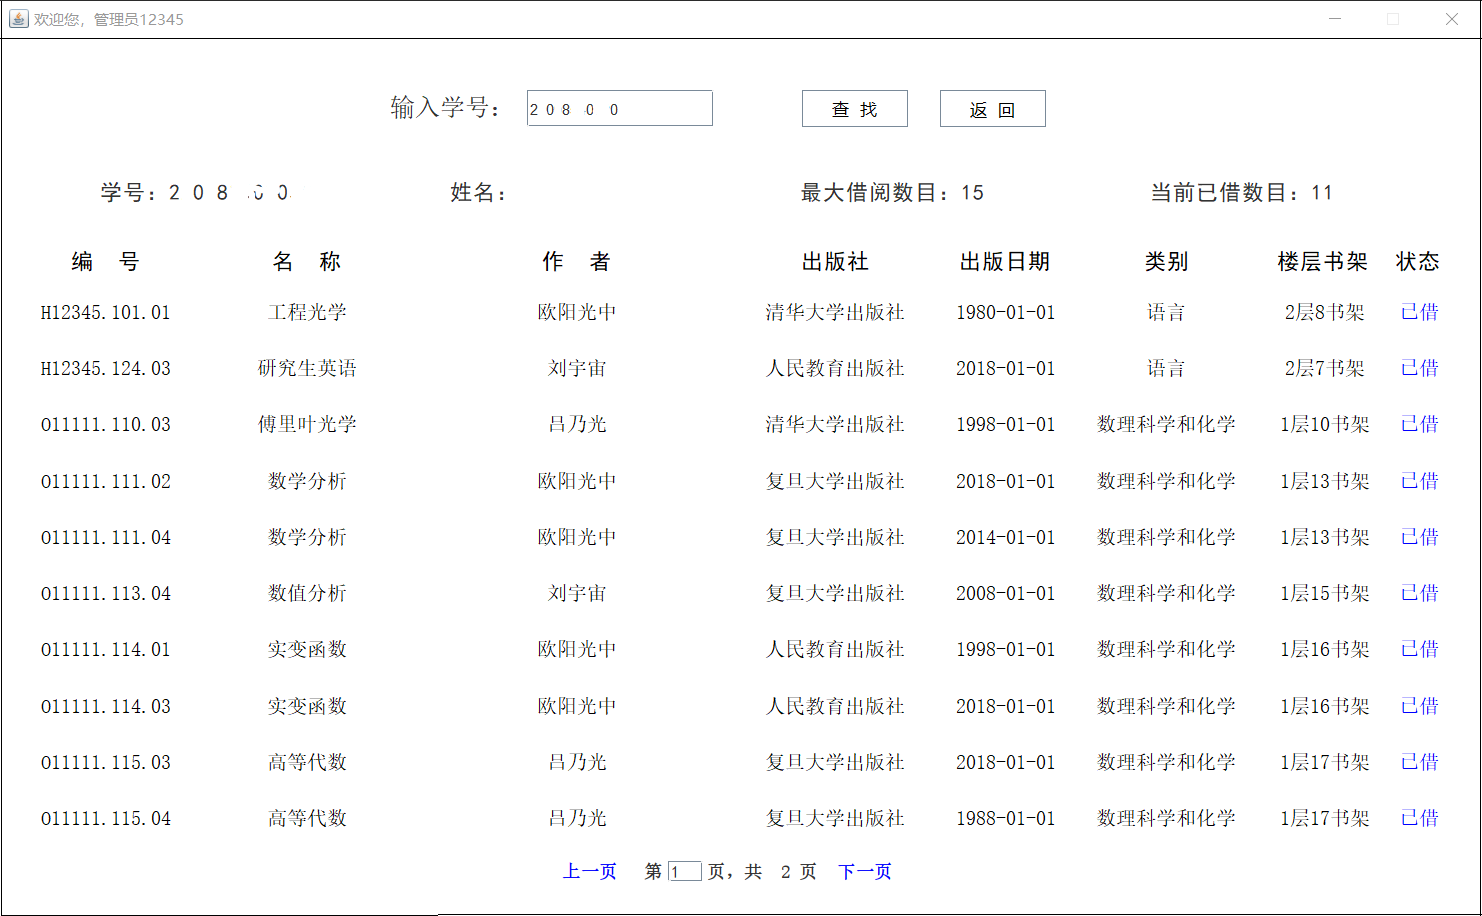 欢迎您，管理员12345
输入学号： 2 0 8 0 0 查 找 返 回
学号：2 0 8 0 0 姓名： 最大借阅数目：15 当前已借数目：11
编 号 名 称 作 者 出版社 出版日期 类别 楼层书架 状态
H12345.101.01 工程光学 欧阳光中 清华大学出版社 1980-01-01 语言 2层8书架 已借
H12345.124.03 研究生英语 刘宇宙 人民教育出版社 2018-01-01 语言 2层7书架 已借
O11111.110.03 傅里叶光学 吕乃光 清华大学出版社 1998-01-01 数理科学和化学 1层10书架 已借
O11111.111.02 数学分析 欧阳光中 复旦大学出版社 2018-01-01 数理科学和化学 1层13书架 已借
O11111.111.04 数学分析 欧阳光中 复旦大学出版社 2014-01-01 数理科学和化学 1层13书架 已借
O11111.113.04 数值分析 刘宇宙 复旦大学出版社 2008-01-01 数理科学和化学 1层15书架 已借
O11111.114.01 实变函数 欧阳光中 人民教育出版社 1998-01-01 数理科学和化学 1层16书架 已借
O11111.114.03 实变函数 欧阳光中 人民教育出版社 2018-01-01 数理科学和化学 1层16书架 已借
O11111.115.03 高等代数 吕乃光 复旦大学出版社 2018-01-01 数理科学和化学 1层17书架 已借
O11111.115.04 高等代数 吕乃光 复旦大学出版社 1988-01-01 数理科学和化学 1层17书架 已借
上一页 第 1 页，共 2 页 下一页